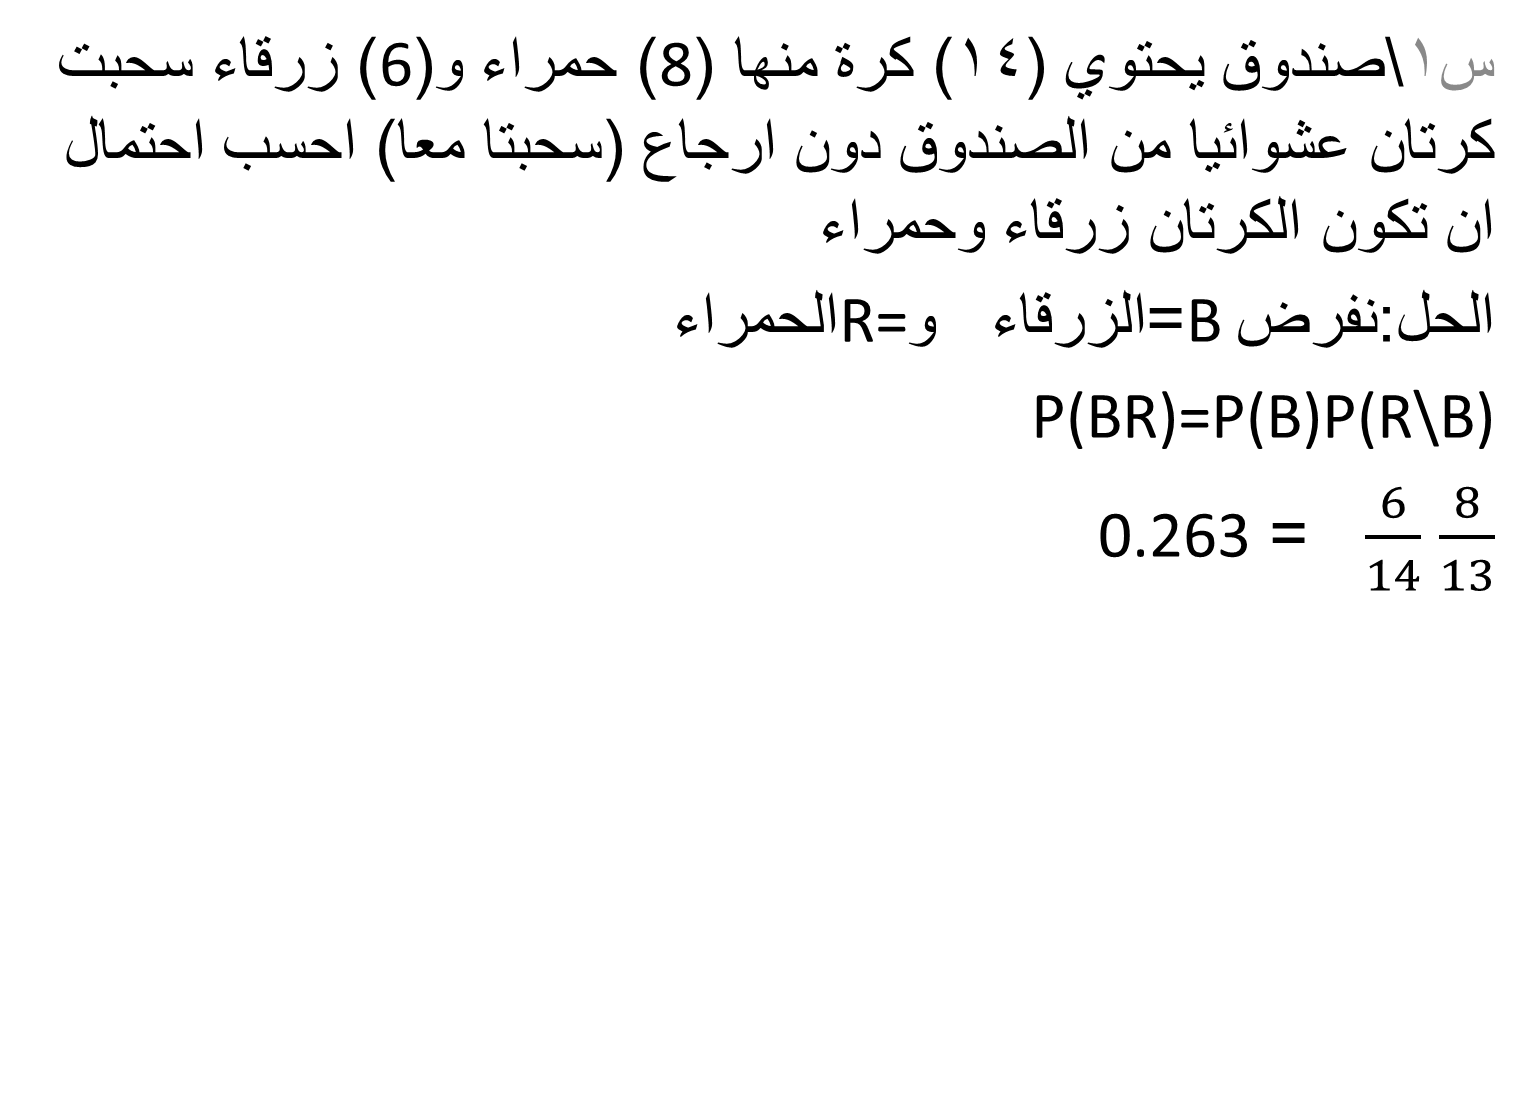 س١\صندوق يحتوي (١٤) كرة منها (8) حمراء و(6) زرقاء سحبت
كرتان عشوائيا من الصندوق دون ارجاع (سحبتا معا) احسب احتمال
ان تكون الكرتان زرقاء وحمراء
الحل:نفرض B=الزرقاء و=Rالحمراء
P(BR)=P(B)P(R\B)
0.263 = 6/14 8/13